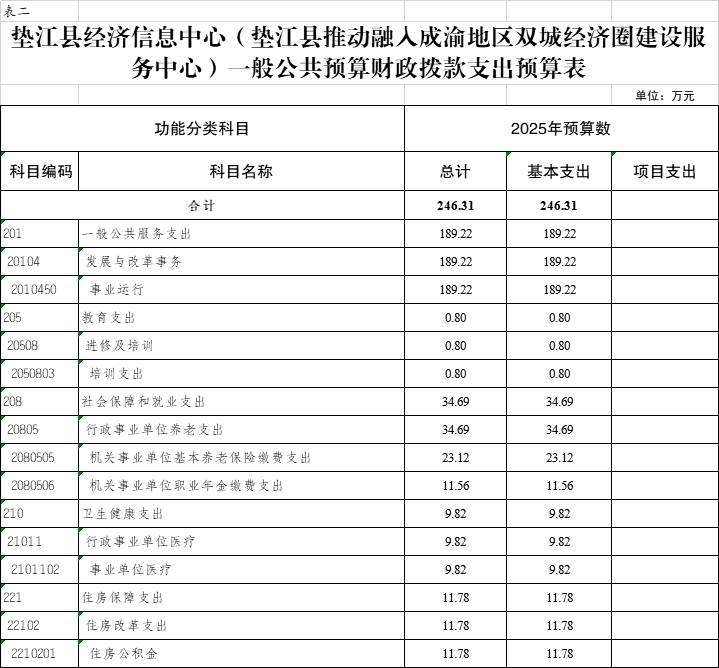 表二
垫江县经济信息中心（垫江县推动融入成渝地区双城经济圈建设服
务中心）一般公共预算财政拨款支出预算表
单位：万元
功能分类科目 2025年预算数
科目编码 科目名称 总计 基本支出 项目支出
合计 246.31 246.31
201 一般公共服务支出 189.22 189.22
20104 发展与改革事务 189.22 189.22
2010450 事业运行 189.22 189.22
205 教育支出 0.80 0.80
20508 进修及培训 0.80 0.80
2050803 培训支出 0.80 0.80
208 社会保障和就业支出 34.69 34.69
20805 行政事业单位养老支出 34.69 34.69
2080505 机关事业单位基本养老保险缴费支出 23.12 23.12
2080506 机关事业单位职业年金缴费支出 11.56 11.56
210 卫生健康支出 9.82 9.82
21011 行政事业单位医疗 9.82 9.82
2101102 事业单位医疗 9.82 9.82
221 住房保障支出 11.78 11.78
22102 住房改革支出 11.78 11.78
2210201 住房公积金 11.78 11.78